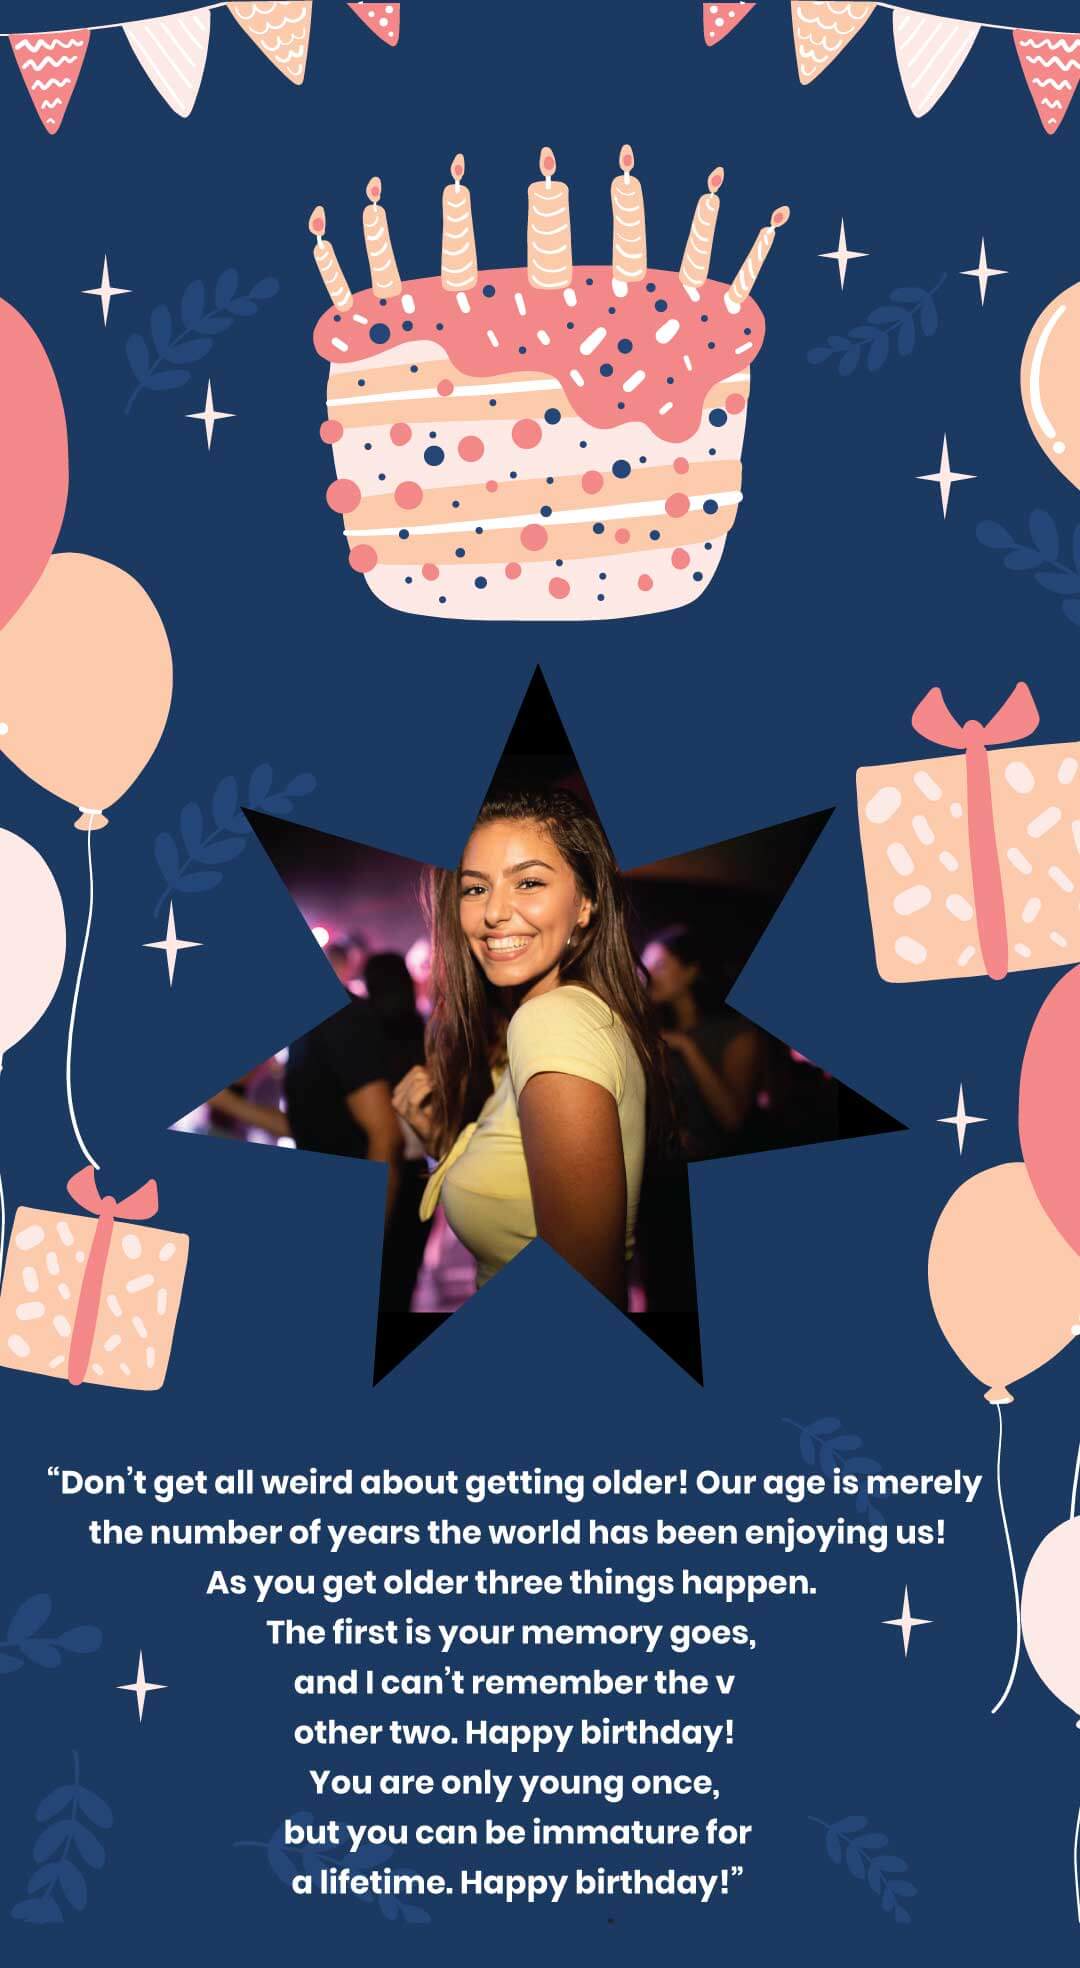 “Don’t get all weird about getting older! Our age is merely
the number of years the world has been enjoying us!
As you get older three things happen.
The first is your memory goes,
and I can’t remember the v
other two. Happy birthday!
You are only young once,
but you can be immature for
a lifetime. Happy birthday!”